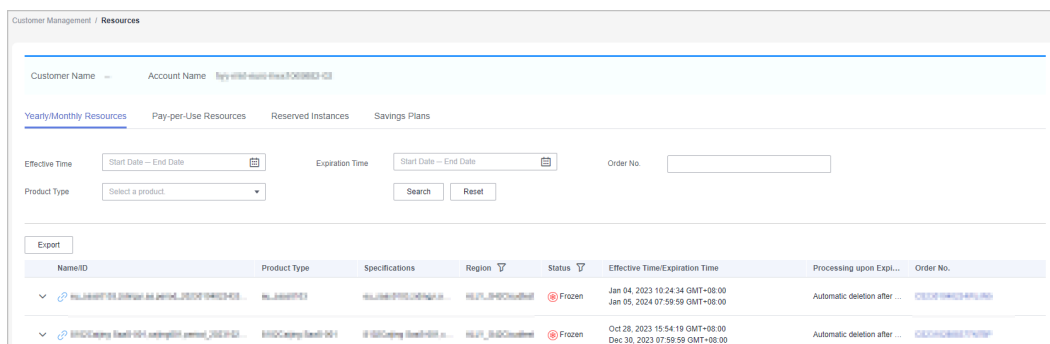 Customer Management / Resources
Customer Name -- Account Name
Yearly/Monthly Resources Pay-per-Use Resources Reserved Instances Savings Plans
Effective Time Start Date – End Date Expiration Time Start Date – End Date Order No.
Product Type Select a product. Search Reset
Export
Name/ID Product Type Specifications Region Status Effective Time/Expiration Time Processing upon Expi... Order No.
Frozen Jan 04, 2023 10:24:34 GMT+08:00 Automatic deletion after ...
Jan 05, 2024 07:59:59 GMT+08:00
Frozen Oct 28, 2023 15:54:19 GMT+08:00 Automatic deletion after ...
Dec 30, 2023 07:59:59 GMT+08:00